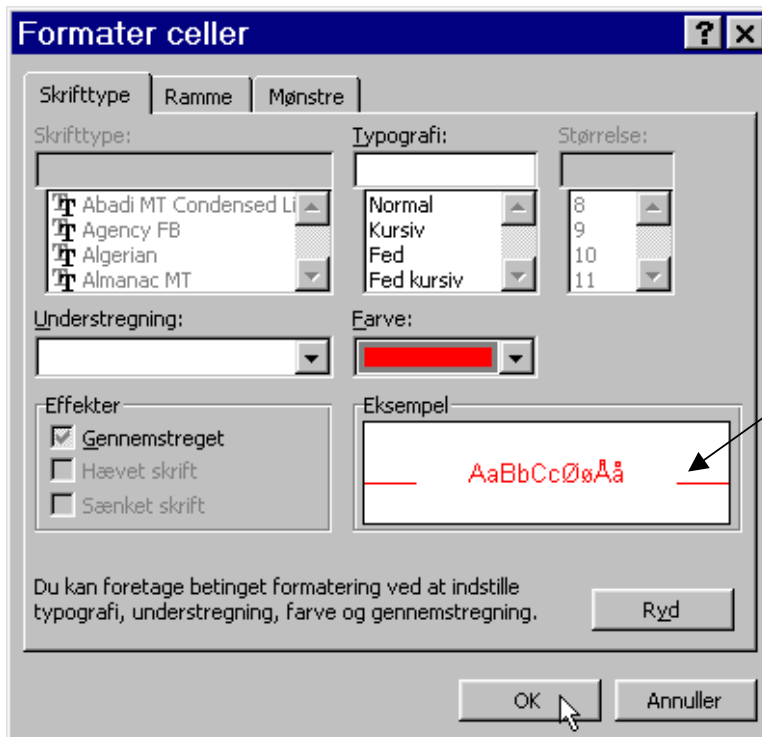 Formater celler
Skrifttype Ramme Mønstre
Skrifttype: Typografi: Størrelse:
Abadi MT Condensed Li Normal 8
Agency FB Kursiv 9
Algerian Fed 10
Almanac MT Fed kursiv 11
Understregning: Farve:
Effekter Eksempel
Gennemstreget
Hævet skrift AaBbCcØøÅå
Sænket skrift
Du kan foretage betinget formatering ved at indstille
typografi, understregning, farve og gennemstregning. Ryd
OK Annuller